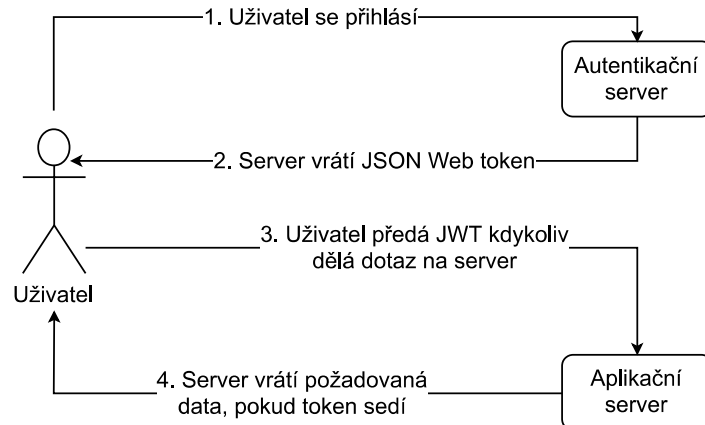 1. Uživatel se přihlásí
Autentikační
server
2. Server vrátí JSON Web token
3. Uživatel předá JWT kdykoliv
dělá dotaz na server
Uživatel
4. Server vrátí požadovaná
data, pokud token sedí
Aplikační
server